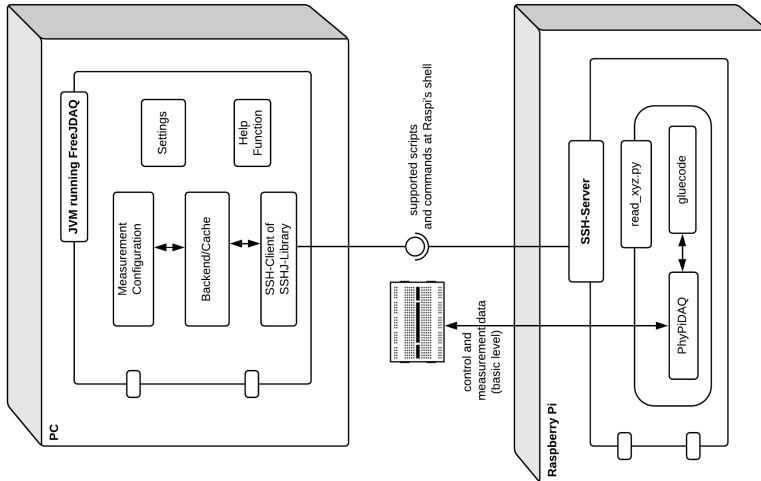 PC
JVM running FreeJDAQ
Measurement
Configuration
Settings
Backend/Cache
SSH-Client of
SSHJ-Library
Help
Function
supported scripts
and commands at Raspi's shell
control and
measurement data
(basic level)
Raspberry Pi
SSH-Server
read_xyz.py
PhyPiDAQ
gluecode